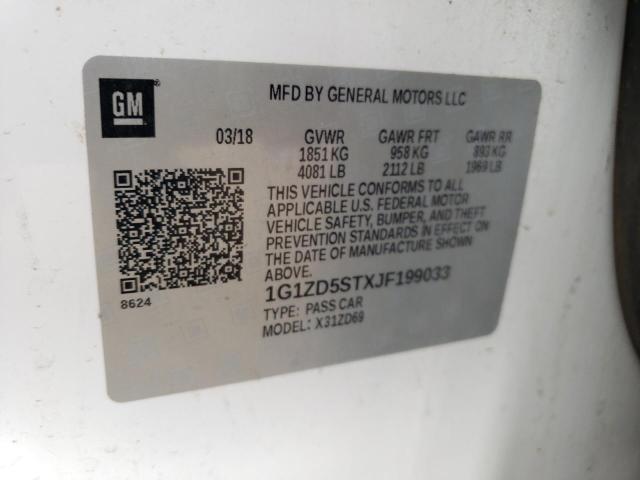 GM
MFD BY GENERAL MOTORS LLC
03/18 GVWR GAWR FRT GAWR RR
1851 KG 958 KG 893 KG
4081 LB 2112 LB 1969 LB
THIS VEHICLE CONFORMS TO ALL
APPLICABLE U.S. FEDERAL MOTOR
VEHICLE SAFETY, BUMPER, AND THEFT
PREVENTION STANDARDS IN EFFECT ON
THE DATE OF MANUFACTURE SHOWN
ABOVE.
8624
1G1ZD5STXJF199033
TYPE: PASS CAR
MODEL: X31ZD69